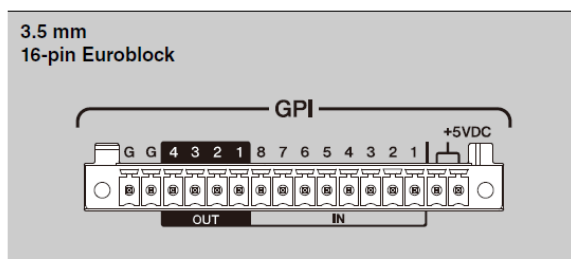 3.5 mm
16-pin Euroblock
GPI
+5VDC
G G 4 3 2 1 8 7 6 5 4 3 2 1
OUT IN